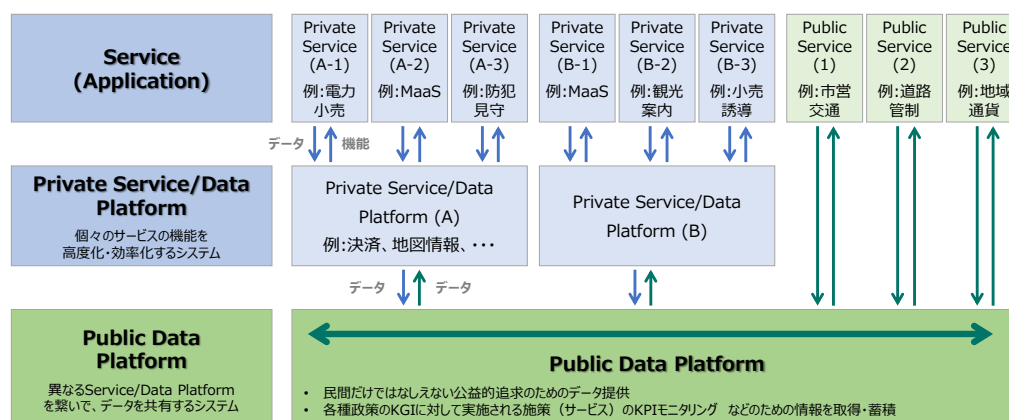 Service
(Application)
Private
Service
(A-1)
例:電力
小売
Private
Service
(A-2)
例:MaaS
Private
Service
(A-3)
例:防犯
見守
Private
Service
(B-1)
例:MaaS
Private
Service
(B-2)
例:観光
案内
Private
Service
(B-3)
例:小売
誘導
Public
Service
(1)
例:市営
交通
Public
Service
(2)
例:道路
管制
Public
Service
(3)
例:地域
通貨
データ
機能
Private Service/Data
Platform
個々のサービスの機能を
高度化・効率化するシステム
Private Service/Data
Platform (A)
例:決済、地図情報、・・・
Private Service/Data
Platform (B)
データ
データ
Public Data
Platform
異なるService/Data Platform
を繋いで、データを共有するシステム
Public Data Platform
• 民間だけではなしえない公益的追求のためのデータ提供
• 各種政策のKGIに対して実施される施策（サービス）のKPIモニタリング などのための情報を取得・蓄積